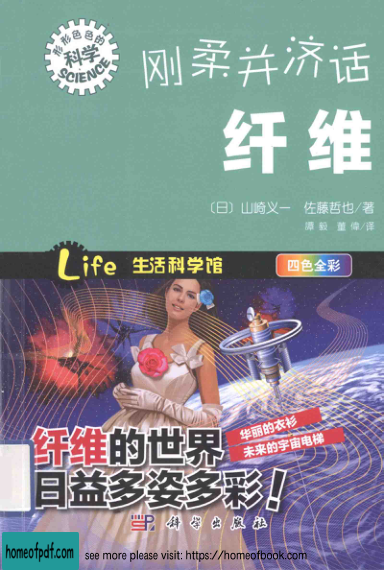 形形色色的
科学
SCIENCE
刚柔并济话
纤维
〔日〕山崎义一 佐藤哲也/著
谭毅 董偉/译
Life 生活科学馆
四色全彩
华丽的衣衫
未来的宇宙电梯
纤维的世界
日益多姿多彩!
科学出版社
homeofpdf.com
see more please visit: https://homeofbook.com